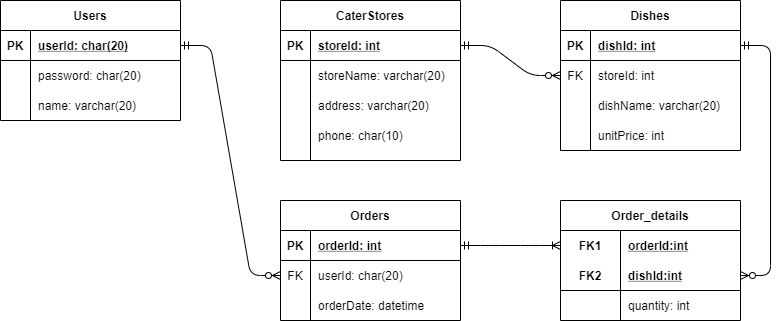 Users
PK userId: char(20)
password: char(20)
name: varchar(20)
CaterStores
PK storeId: int
storeName: varchar(20)
address: varchar(20)
phone: char(10)
Dishes
PK dishId: int
FK storeId: int
dishName: varchar(20)
unitPrice: int
Orders
PK orderId: int
FK userId: char(20)
orderDate: datetime
Order_details
FK1 orderId:int
FK2 dishId:int
quantity: int